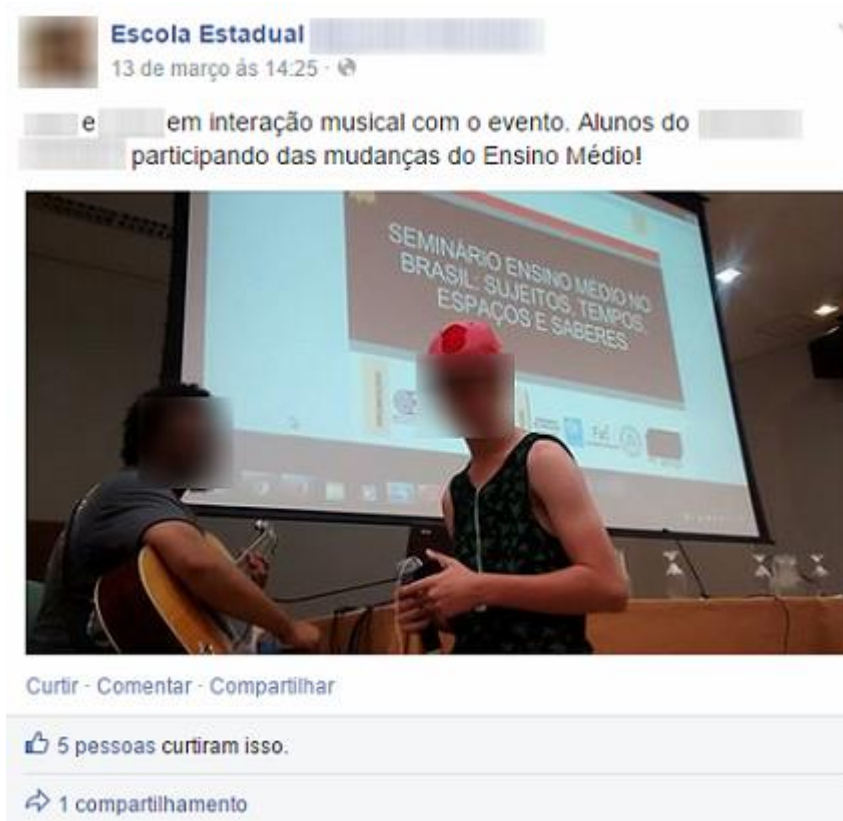 Escola Estadual
13 de março ás 14:25 ·
e em interação musical com o evento. Alunos do
participando das mudanças do Ensino Médio!
SEMINÁRIO ENSINO MÉDIO NO
BRASIL: SUJEITOS, TEMPOS,
ESPAÇOS E SABERES
Curtir - Comentar - Compartilhar
5 pessoas curtiram isso.
1 compartilhamento